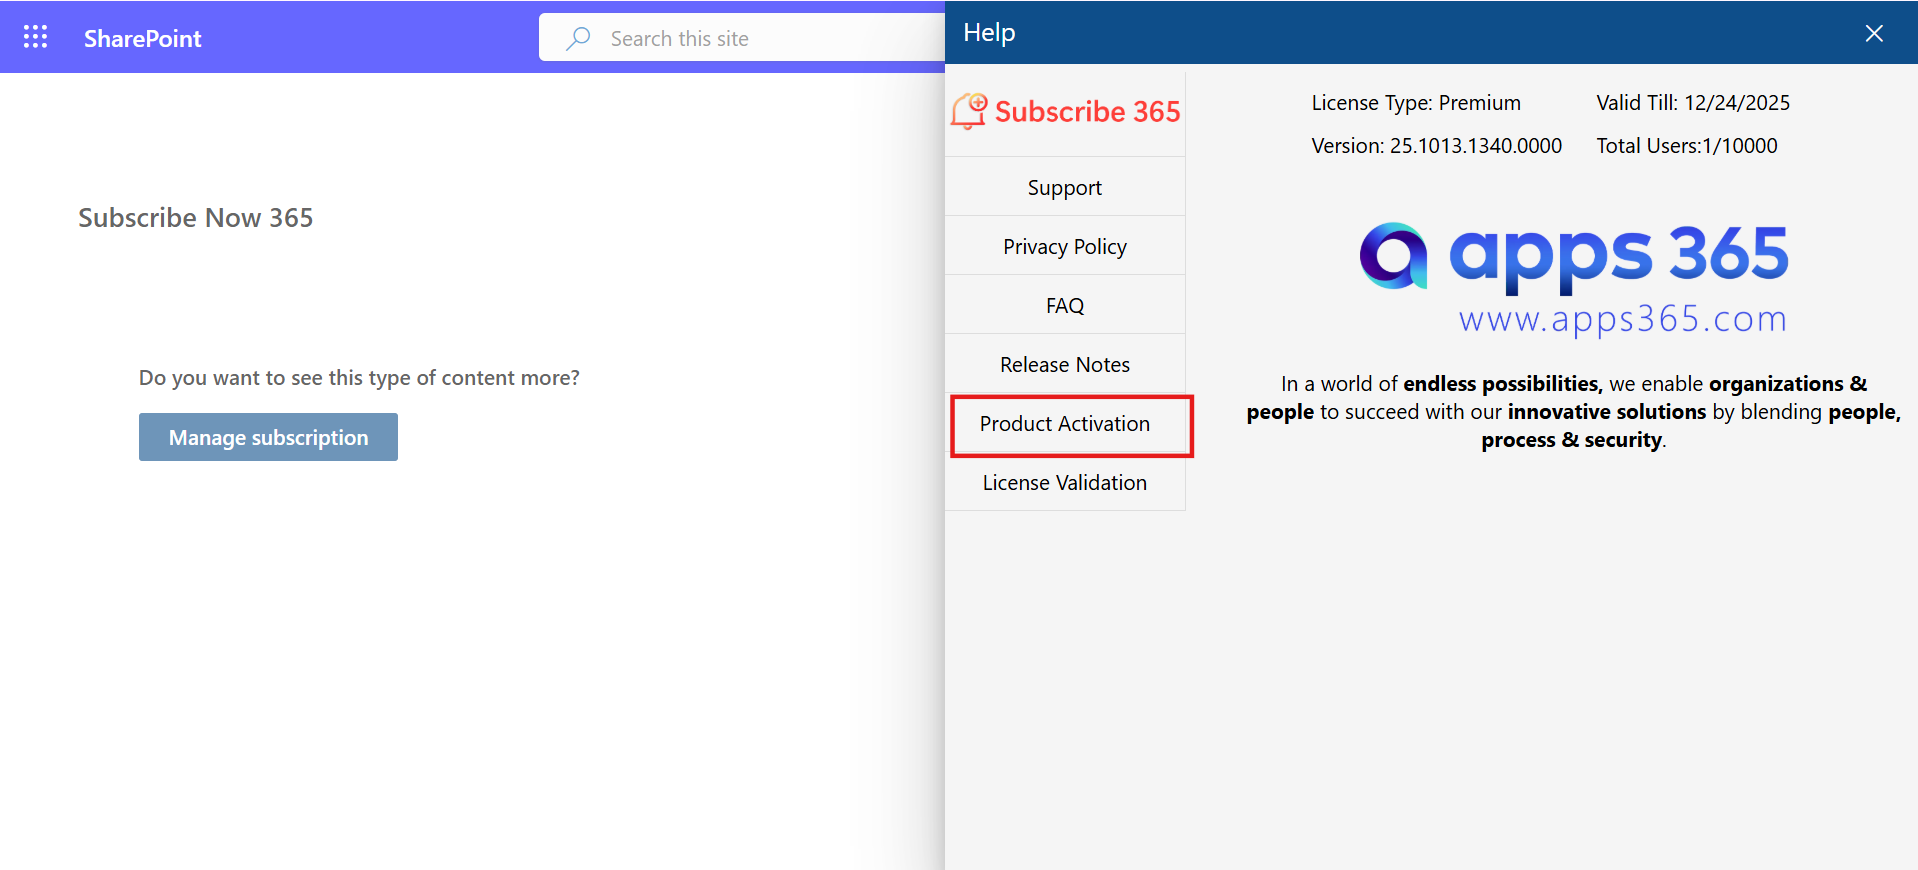 SharePoint
Search this site
Subscribe Now 365
Do you want to see this type of content more?
Manage subscription
Help
Subscribe 365
Support
Privacy Policy
FAQ
Release Notes
Product Activation
License Validation
License Type: Premium
Valid Till: 12/24/2025
Version: 25.1013.1340.0000
Total Users:1/10000
apps 365
www.apps365.com
In a world of endless possibilities, we enable organizations &
people to succeed with our innovative solutions by blending people,
process & security.